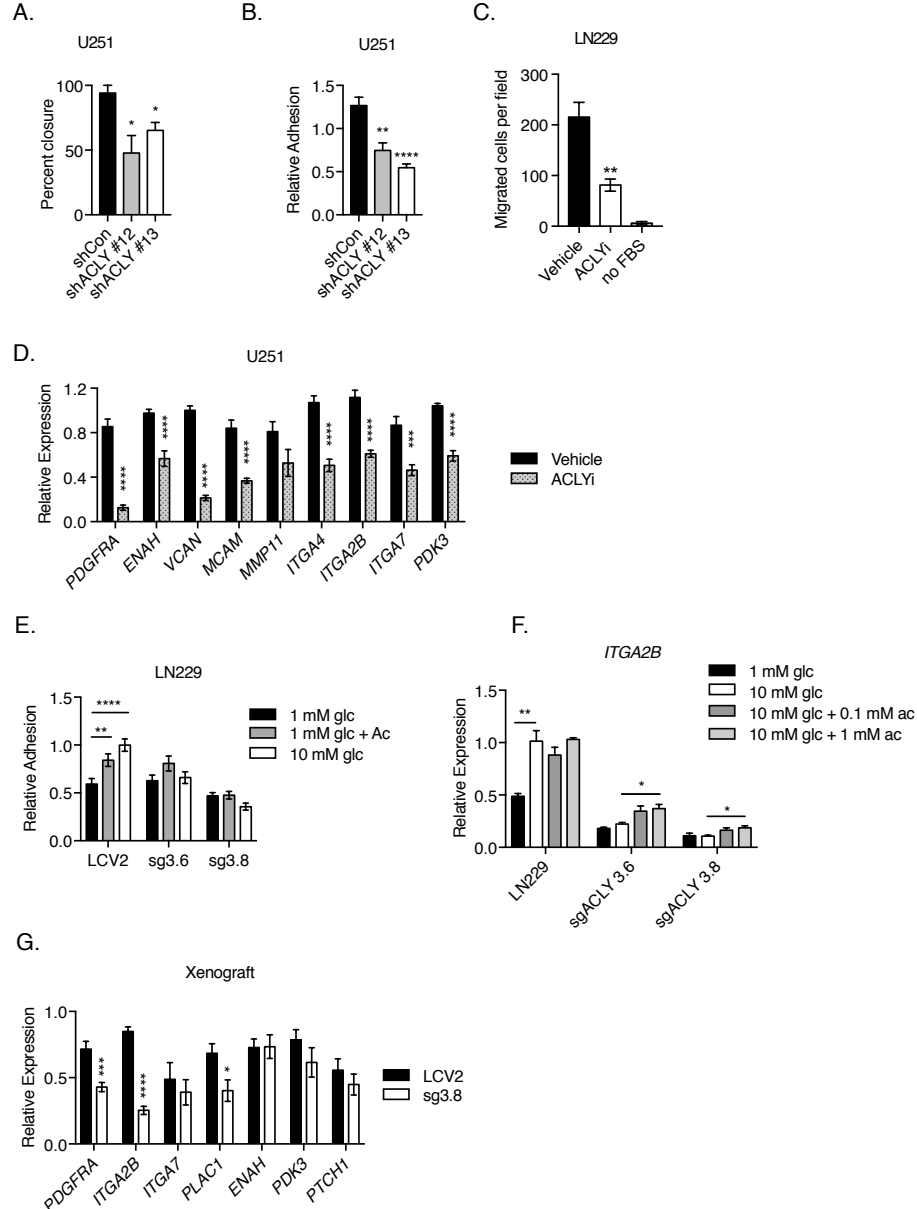 A.
U251
Percent closure
100
50
0
*
*
shCon
shACLY #12
shACLY #13
B.
U251
Relative Adhesion
1.5
1.0
0.5
0.0
**
****
shCon
shACLY #12
shACLY #13
C.
LN229
Migrated cells per field
300
200
100
0
**
Vehicle
ACLYi
no FBS
D.
U251
Relative Expression
1.2
0.8
0.4
0.0
****
****
****
****
****
****
***
****
PDGFRA
ENAH
VCAN
MCAM
MMP11
ITGA4
ITGA2B
ITGA7
PDK3
Vehicle
ACLYi
E.
LN229
Relative Adhesion
1.5
1.0
0.5
0.0
****
**
LCV2
sg3.6
sg3.8
1 mM glc
1 mM glc + Ac
10 mM glc
F.
ITGA2B
Relative Expression
1.5
1.0
0.5
0.0
**
*
*
LN229
sgACLY 3.6
sgACLY 3.8
1 mM glc
10 mM glc
10 mM glc + 0.1 mM ac
10 mM glc + 1 mM ac
G.
Xenograft
Relative Expression
1.0
0.5
0.0
***
****
*
PDGFRA
ITGA2B
ITGA7
PLAC1
ENAH
PDK3
PTCH1
LCV2
sg3.8